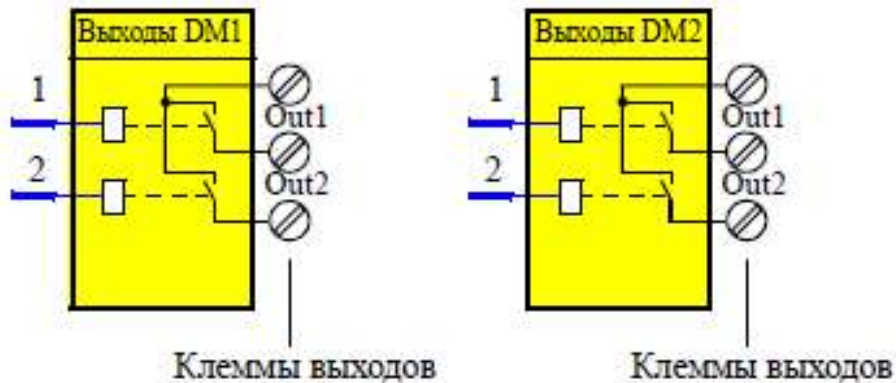 Выходы DM1
1
Out1
2
Out2
Клеммы выходов
Выходы DM2
1
Out1
2
Out2
Клеммы выходов